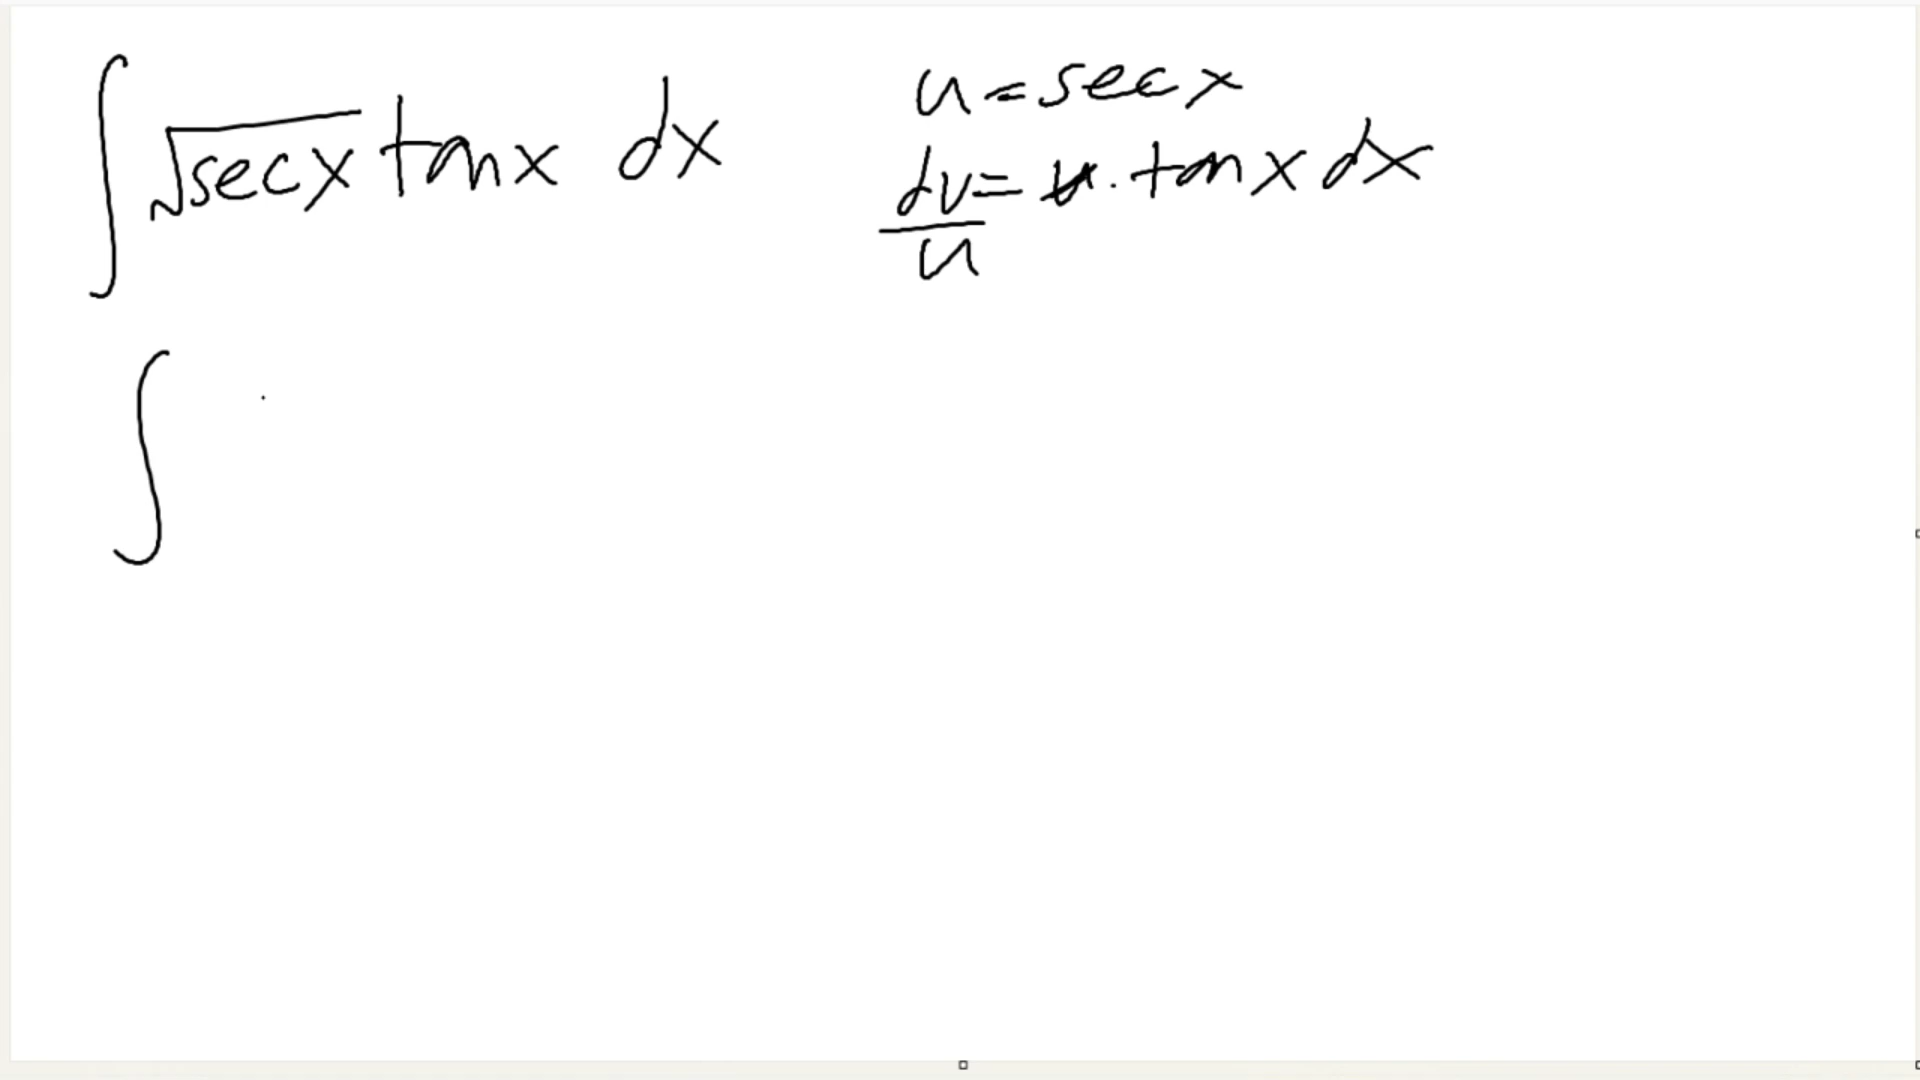 ∫ √secx tanx dx
u = secx
du/u = u · tanx dx
∫